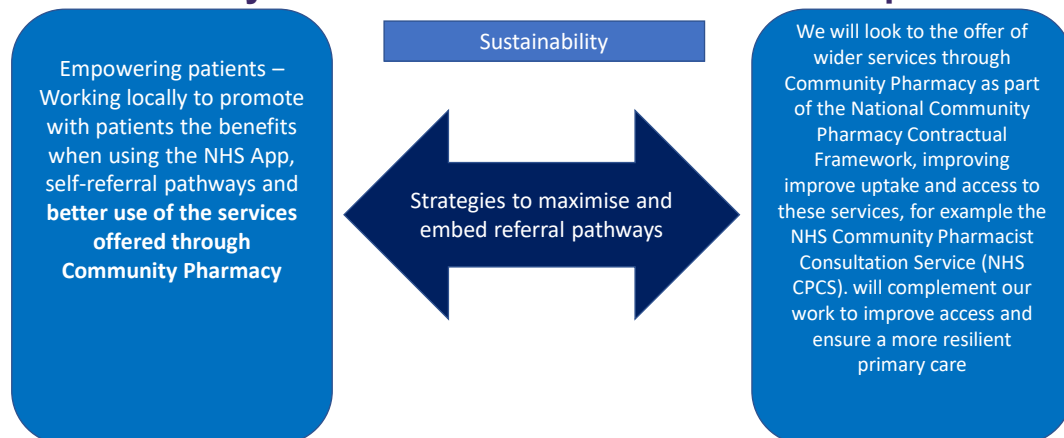 Sustainability
Empowering patients –
Working locally to promote
with patients the benefits
when using the NHS App,
self-referral pathways and
better use of the services
offered through
Community Pharmacy
Strategies to maximise and
embed referral pathways
We will look to the offer of
wider services through
Community Pharmacy as part
of the National Community
Pharmacy Contractual
Framework, improving
improve uptake and access to
these services, for example the
NHS Community Pharmacist
Consultation Service (NHS
CPCS). will complement our
work to improve access and
ensure a more resilient
primary care